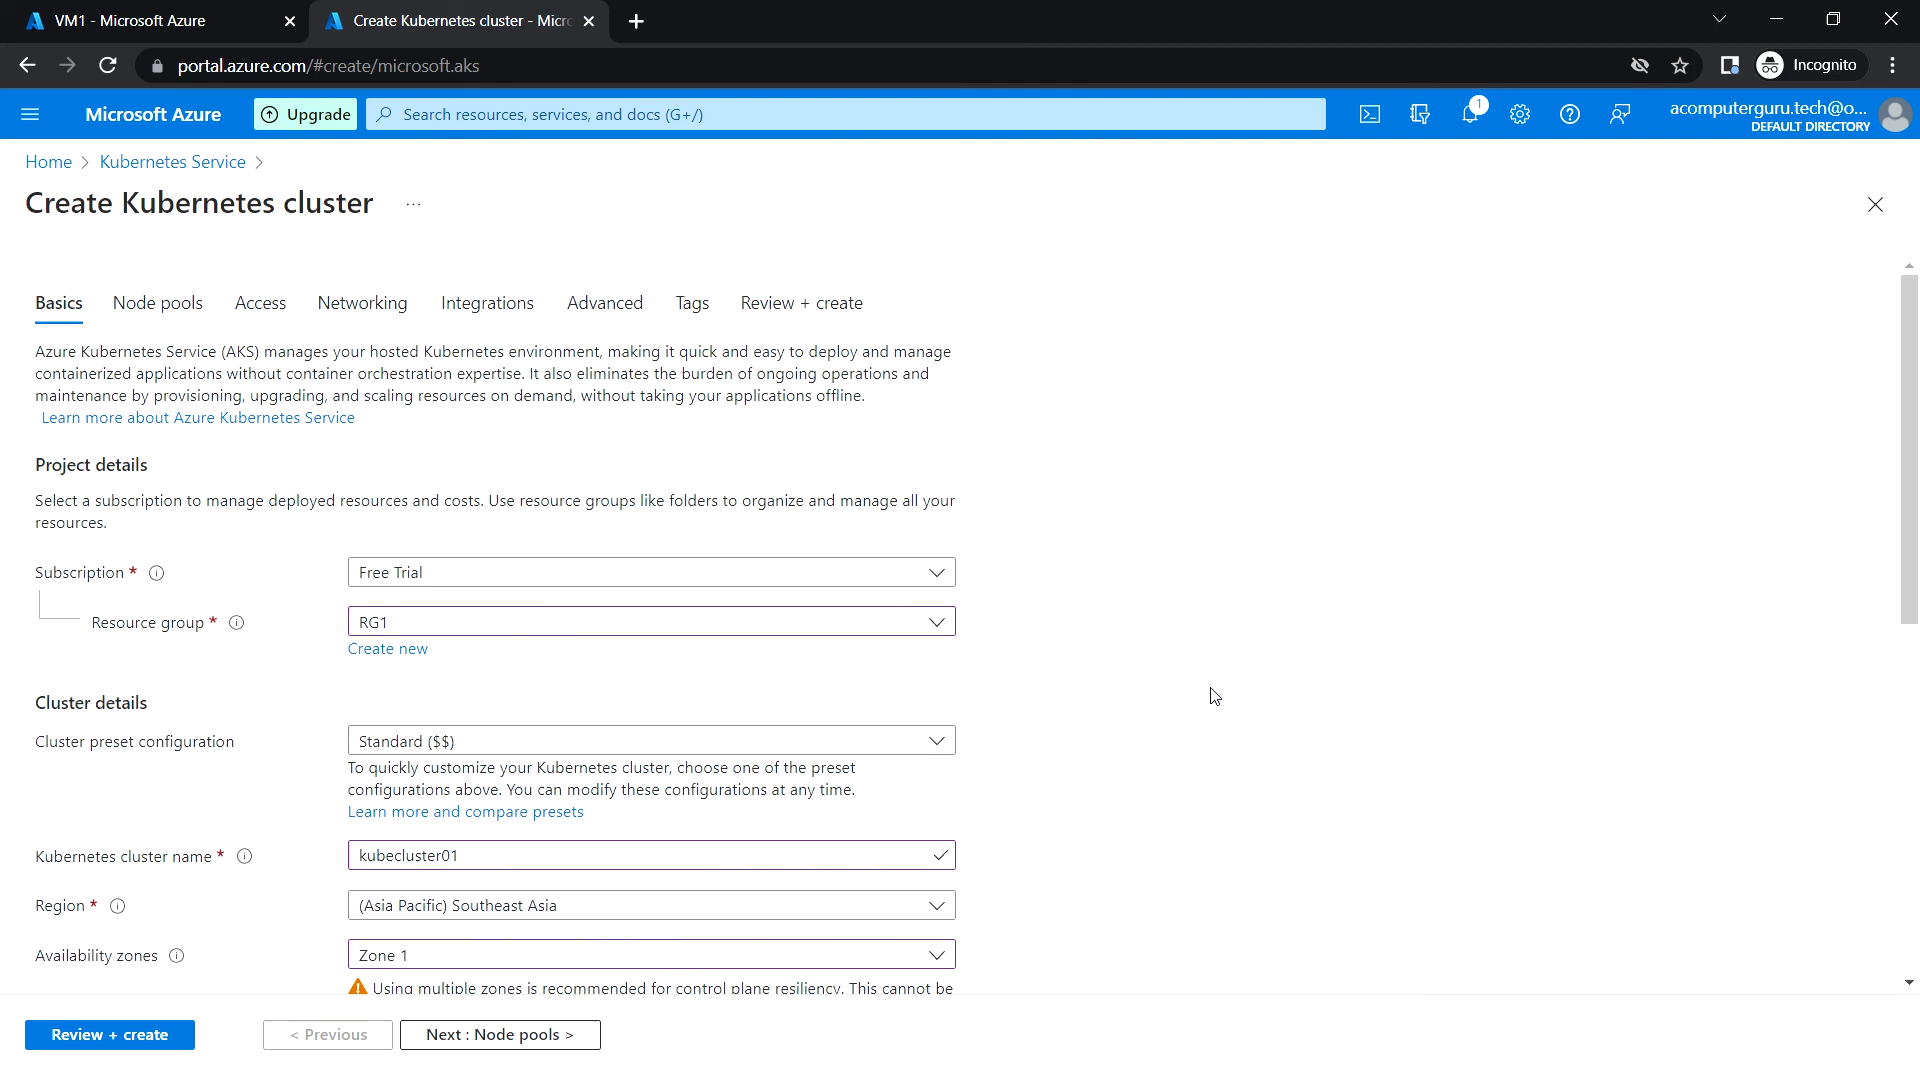 VM1 - Microsoft Azure
Create Kubernetes cluster - Micr
portal.azure.com/#create/microsoft.aks
Incognito
Microsoft Azure
Upgrade
Search resources, services, and docs (G+/)
1
acomputerguru.tech@o...
DEFAULT DIRECTORY
Home > Kubernetes Service >
Create Kubernetes cluster ...
Basics Node pools Access Networking Integrations Advanced Tags Review + create
Azure Kubernetes Service (AKS) manages your hosted Kubernetes environment, making it quick and easy to deploy and manage
containerized applications without container orchestration expertise. It also eliminates the burden of ongoing operations and
maintenance by provisioning, upgrading, and scaling resources on demand, without taking your applications offline.
Learn more about Azure Kubernetes Service
Project details
Select a subscription to manage deployed resources and costs. Use resource groups like folders to organize and manage all your
resources.
Subscription * Free Trial
Resource group * RG1
Create new
Cluster details
Cluster preset configuration Standard ($$)
To quickly customize your Kubernetes cluster, choose one of the preset
configurations above. You can modify these configurations at any time.
Learn more and compare presets
Kubernetes cluster name * kubecluster01
Region * (Asia Pacific) Southeast Asia
Availability zones Zone 1
Using multiple zones is recommended for control plane resiliency. This cannot be
Review + create
< Previous
Next : Node pools >